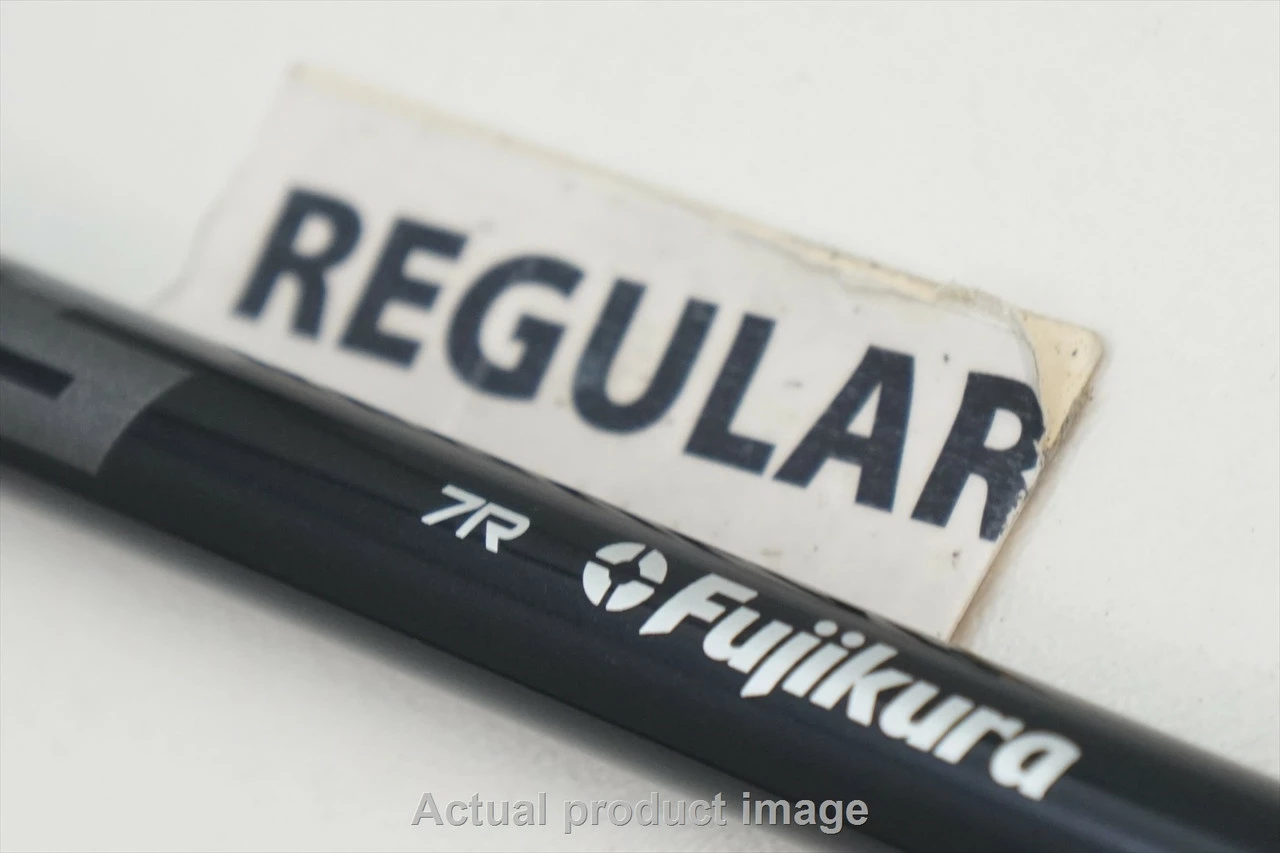 REGULAR
7R Fujikura
Actual product image